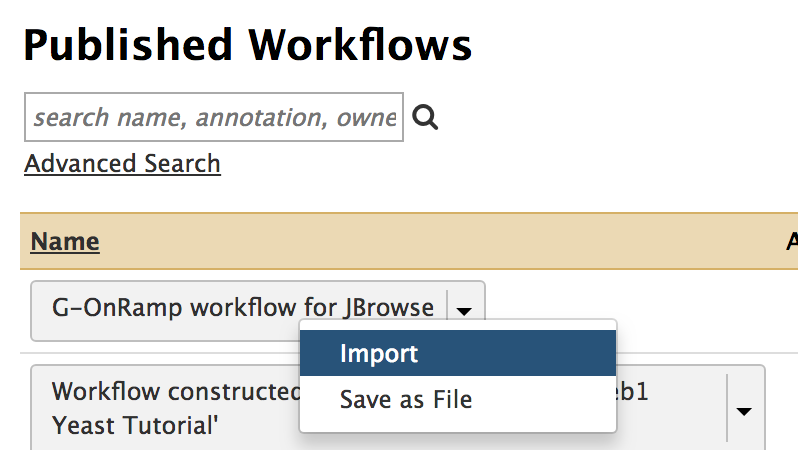 Published Workflows
search name, annotation, owne
Advanced Search
Name
G-OnRamp workflow for JBrowse
Import
Save as File
Workflow constructed eb1
Yeast Tutorial'